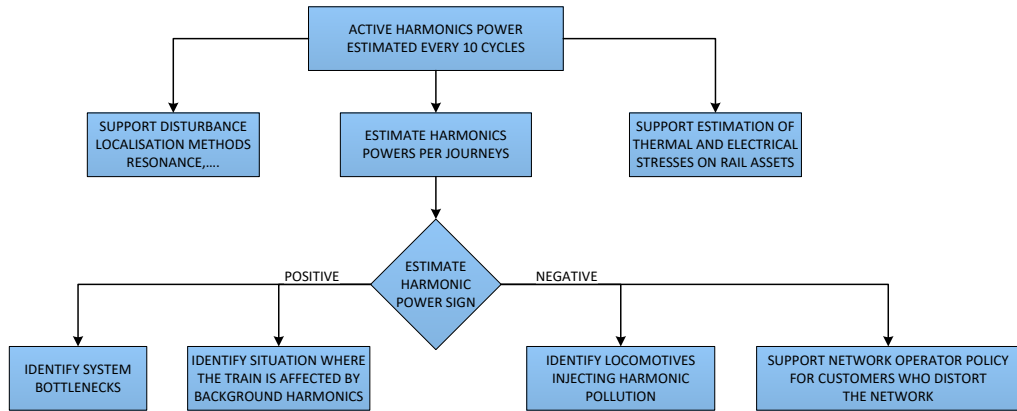 ACTIVE HARMONICS POWER
ESTIMATED EVERY 10 CYCLES
SUPPORT DISTURBANCE
LOCALISATION METHODS
RESONANCE,....
ESTIMATE HARMONICS
POWERS PER JOURNEYS
SUPPORT ESTIMATION OF
THERMAL AND ELECTRICAL
STRESSES ON RAIL ASSETS
ESTIMATE
HARMONIC
POWER SIGN
POSITIVE
NEGATIVE
IDENTIFY SYSTEM
BOTTLENECKS
IDENTIFY SITUATION WHERE
THE TRAIN IS AFFECTED BY
BACKGROUND HARMONICS
IDENTIFY LOCOMOTIVES
INJECTING HARMONIC
POLLUTION
SUPPORT NETWORK OPERATOR POLICY
FOR CUSTOMERS WHO DISTORT
THE NETWORK